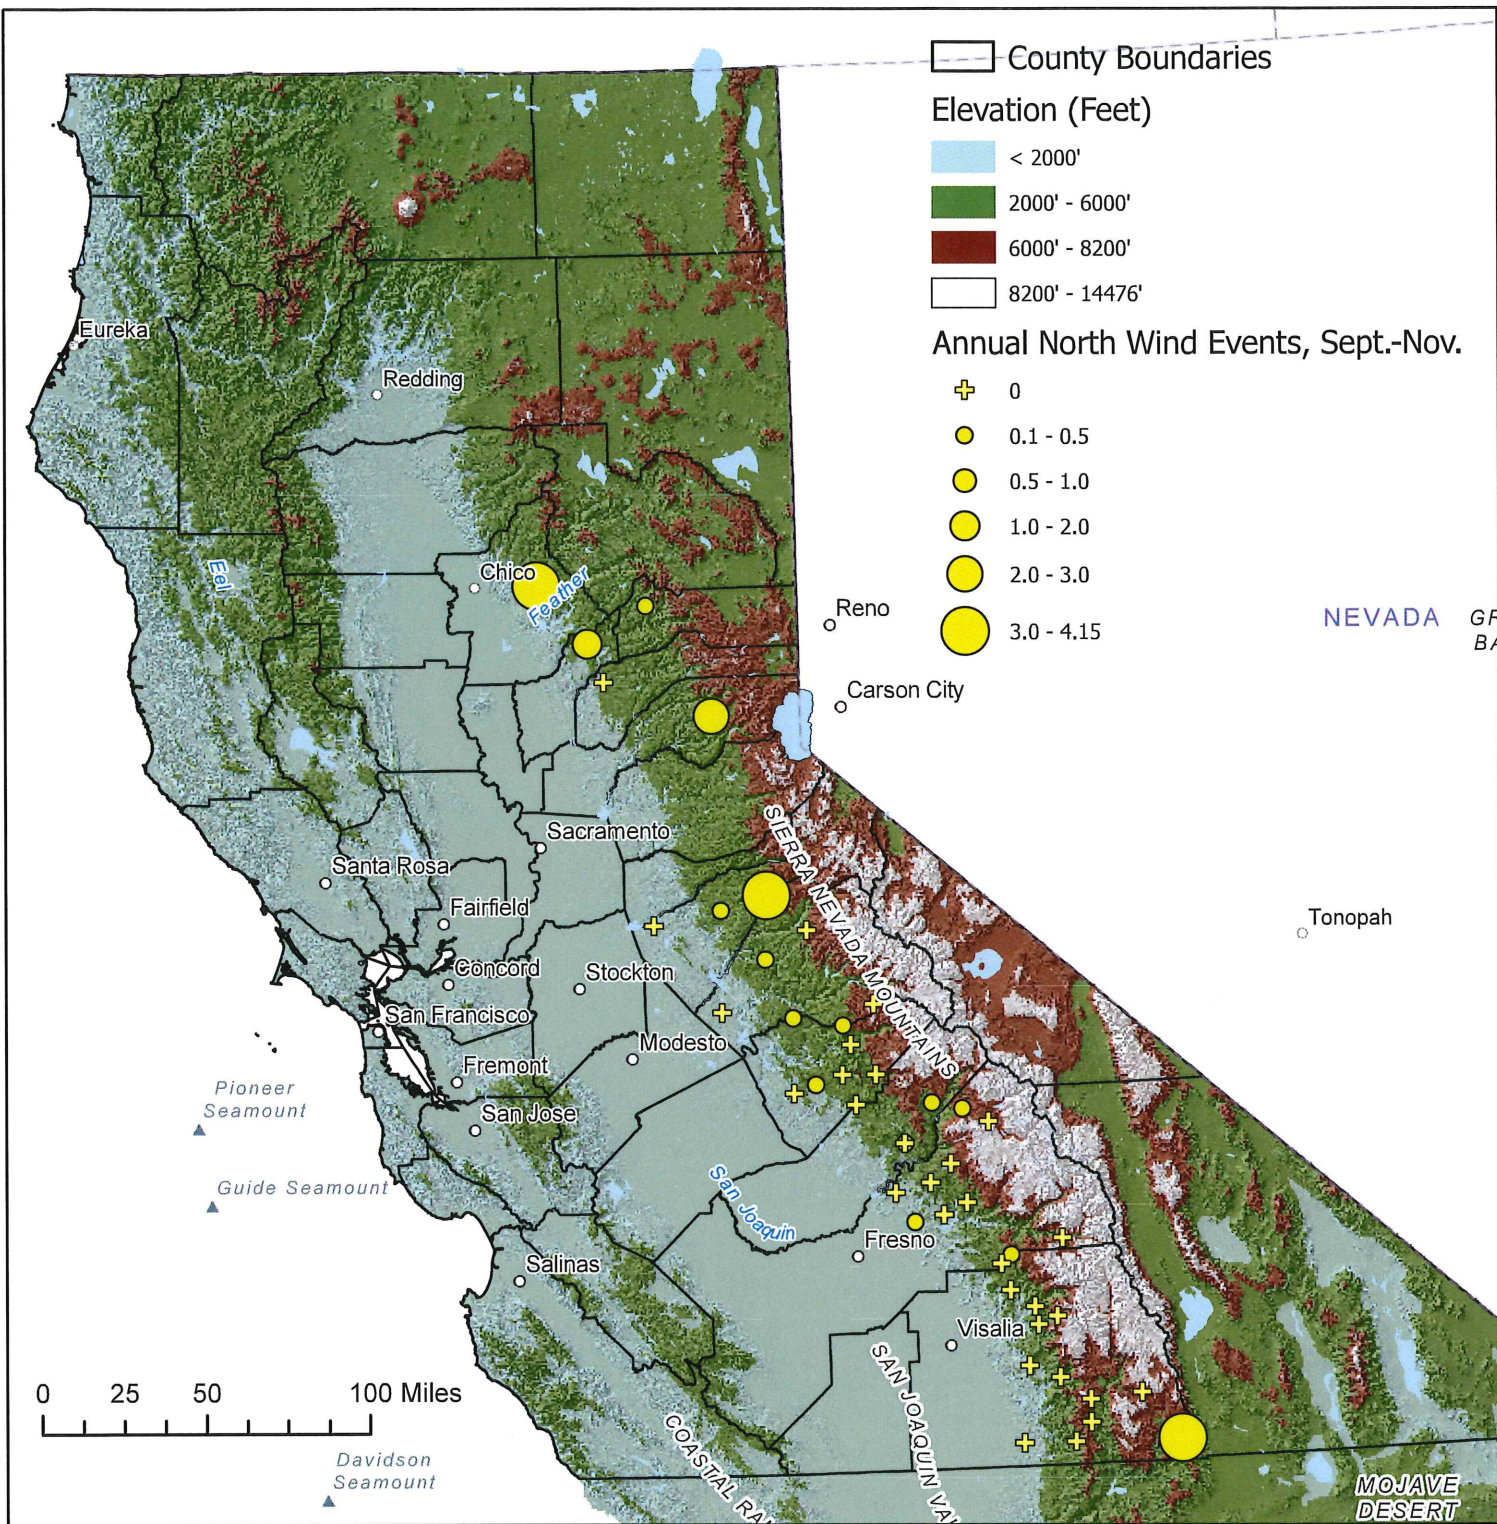 County Boundaries
Elevation (Feet)
< 2000'
2000' - 6000'
6000' - 8200'
8200' - 14476'
Annual North Wind Events, Sept.-Nov.
0
0.1 - 0.5
0.5 - 1.0
1.0 - 2.0
2.0 - 3.0
3.0 - 4.15
Eureka
Redding
Eel
Chico
Feather
Reno
NEVADA
Carson City
Sacramento
SIERRA NEVADA MOUNTAINS
Santa Rosa
Fairfield
Tonopah
Concord
Stockton
San Francisco
Modesto
Fremont
Pioneer
Seamount
San Jose
Guide Seamount
San Joaquin
Fresno
Salinas
Visalia
0 25 50 100 Miles
COASTAL RA
SAN JOAQUIN VA
Davidson
Seamount
MOJAVE
DESERT